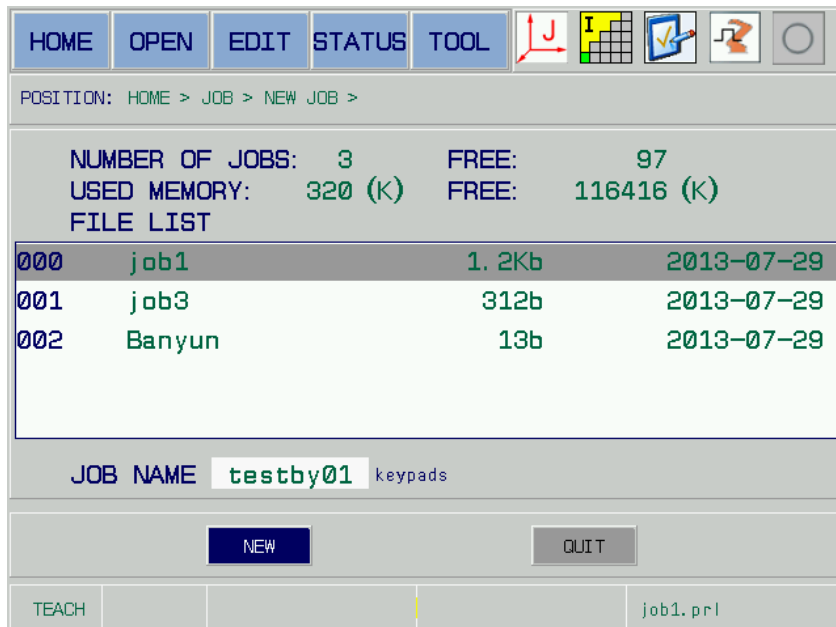 HOME OPEN EDIT STATUS TOOL J I
POSITION: HOME > JOB > NEW JOB >
NUMBER OF JOBS: 3 FREE: 97
USED MEMORY: 320 (K) FREE: 116416 (K)
FILE LIST
000 job1 1.2Kb 2013-07-29
001 job3 312b 2013-07-29
002 Banyun 13b 2013-07-29
JOB NAME testby01 keypads
NEW QUIT
TEACH job1.prl